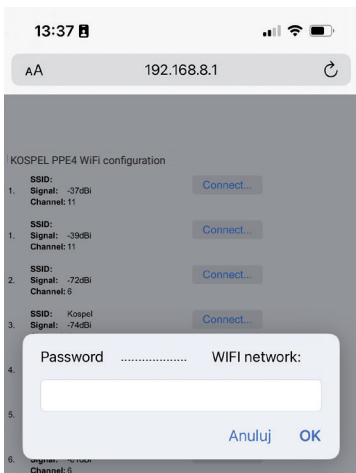 13:37
AA 192.168.8.1
KOSPEL PPE4 WiFi configuration
SSID:
1. Signal: -37dBi Connect...
Channel: 11
SSID:
1. Signal: -39dBi Connect...
Channel: 11
SSID:
2. Signal: -72dBi Connect...
Channel: 6
SSID: Kospel
3. Signal: -74dBi Connect...
Password .................. WIFI network:
4.
5.
Anuluj OK
6. Signal:
Channel: 6